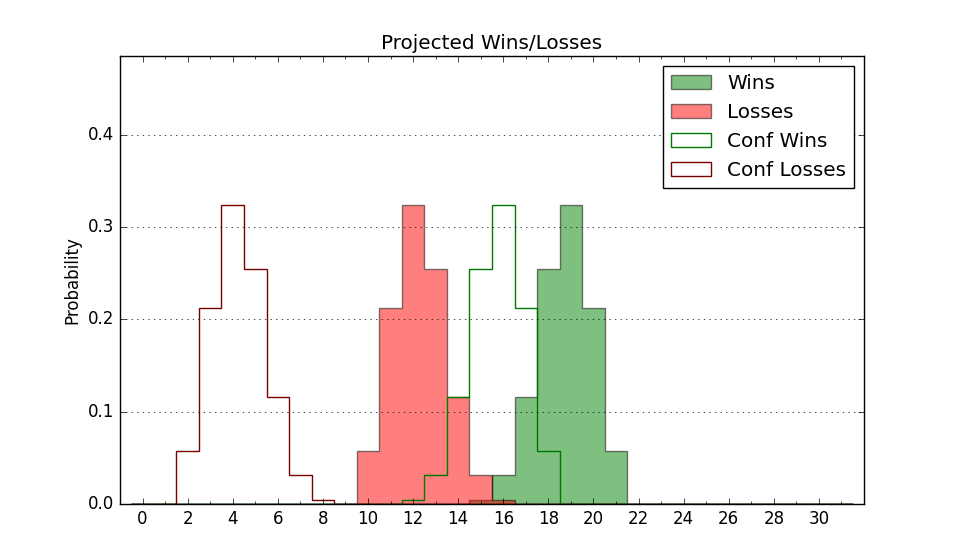 Projected Wins/Losses
Wins
Losses
Conf Wins
Conf Losses
Probability
0.4
0.3
0.2
0.1
0.0
0 2 4 6 8 10 12 14 16 18 20 22 24 26 28 30